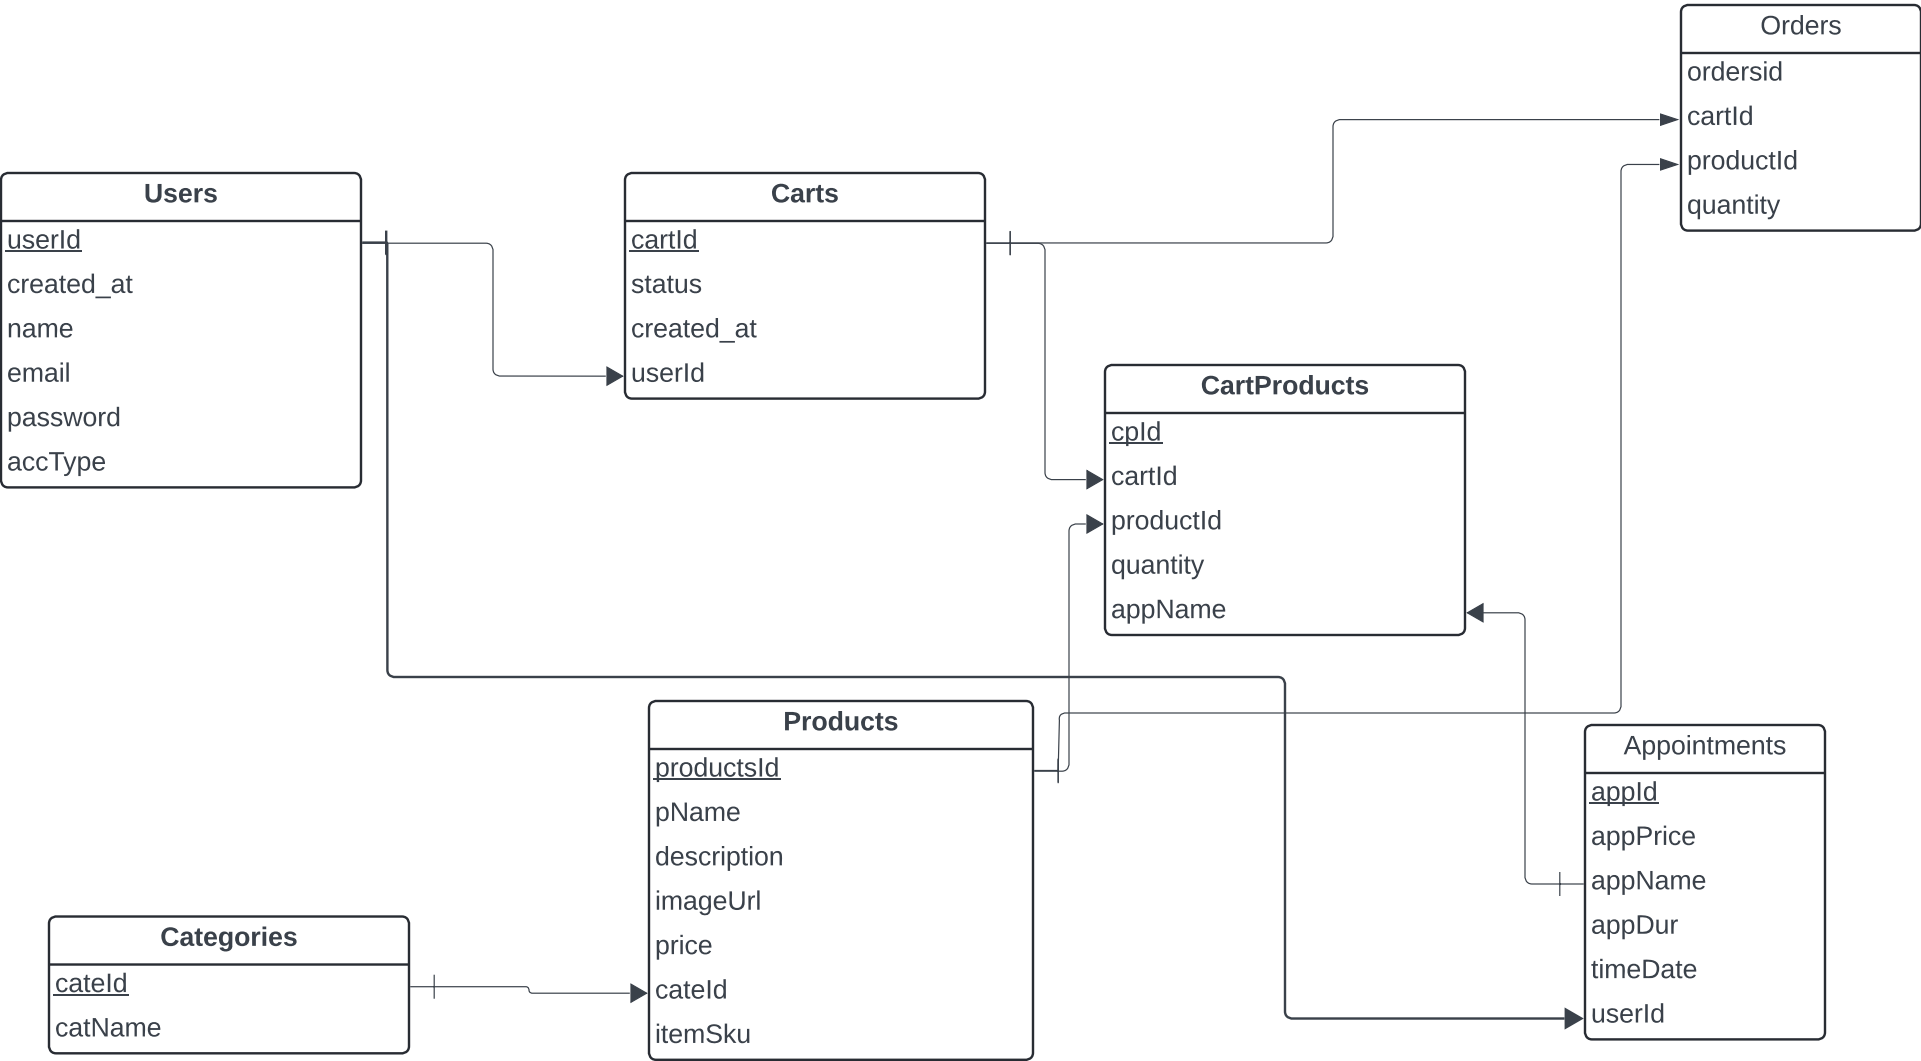 Orders
ordersid
cartId
productId
quantity
Users
userId
created_at
name
email
password
accType
Carts
cartId
status
created_at
userId
CartProducts
cpId
cartId
productId
quantity
appName
Products
productsId
pName
description
imageUrl
price
cateId
itemSku
Appointments
appId
appPrice
appName
appDur
timeDate
userId
Categories
cateId
catName